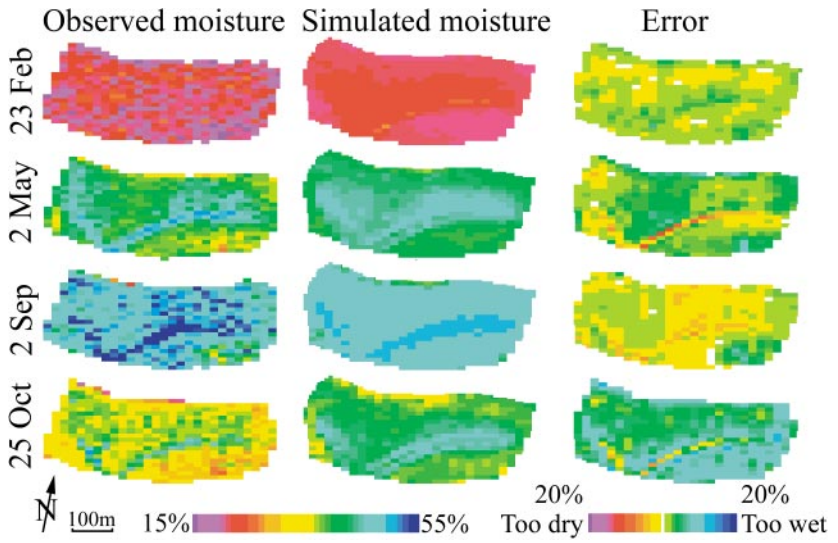 Observed moisture Simulated moisture Error
23 Feb
2 May
2 Sep
25 Oct
N 100m 15% 55% 20% Too dry 20% Too wet